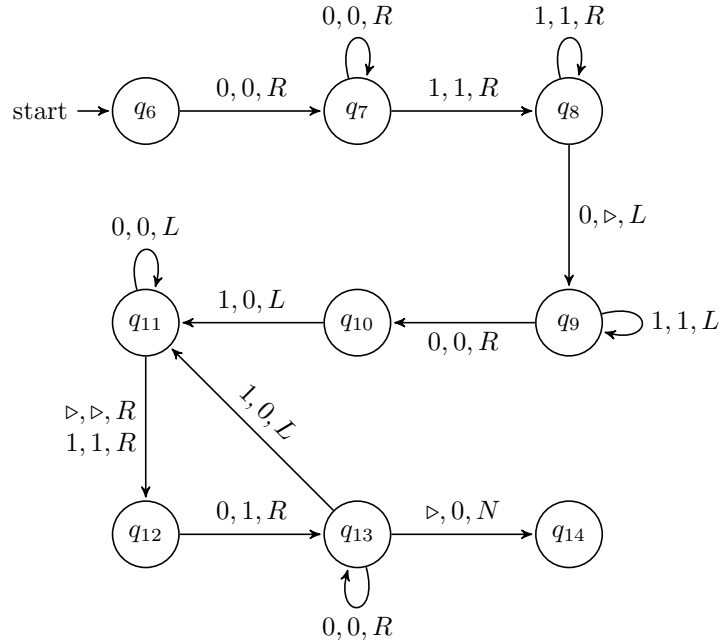 0, 0, R
1, 1, R
start
q₆
0, 0, R
q₇
1, 1, R
q₈
0, ▹, L
0, 0, L
q₁₁
1, 0, L
q₁₀
0, 0, R
q₉
1, 1, L
▹, ▹, R
1, 1, R
1, 0, L
q₁₂
0, 1, R
q₁₃
▹, 0, N
q₁₄
0, 0, R